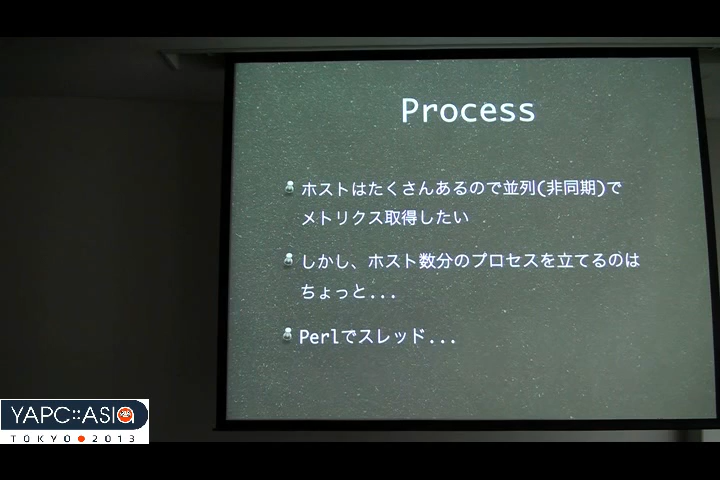 Process
ホストはたくさんあるので並列(非同期)で
メトリクス取得したい
しかし、ホスト数分のプロセスを立てるのは
ちょっと...
Perlでスレッド...
YAPC::ASIA
TOKYO 2013